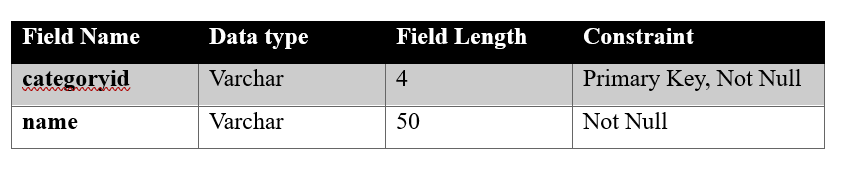 Field Name Data type Field Length Constraint
categoryid Varchar 4 Primary Key, Not Null
name Varchar 50 Not Null